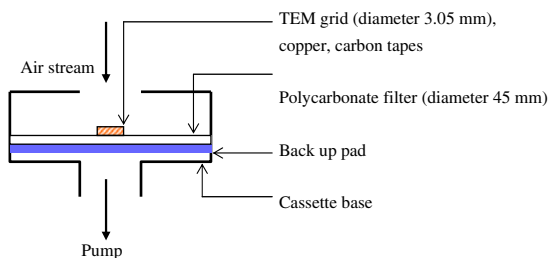 TEM grid (diameter 3.05 mm),
copper, carbon tapes
Air stream
Polycarbonate filter (diameter 45 mm)
Back up pad
Cassette base
Pump